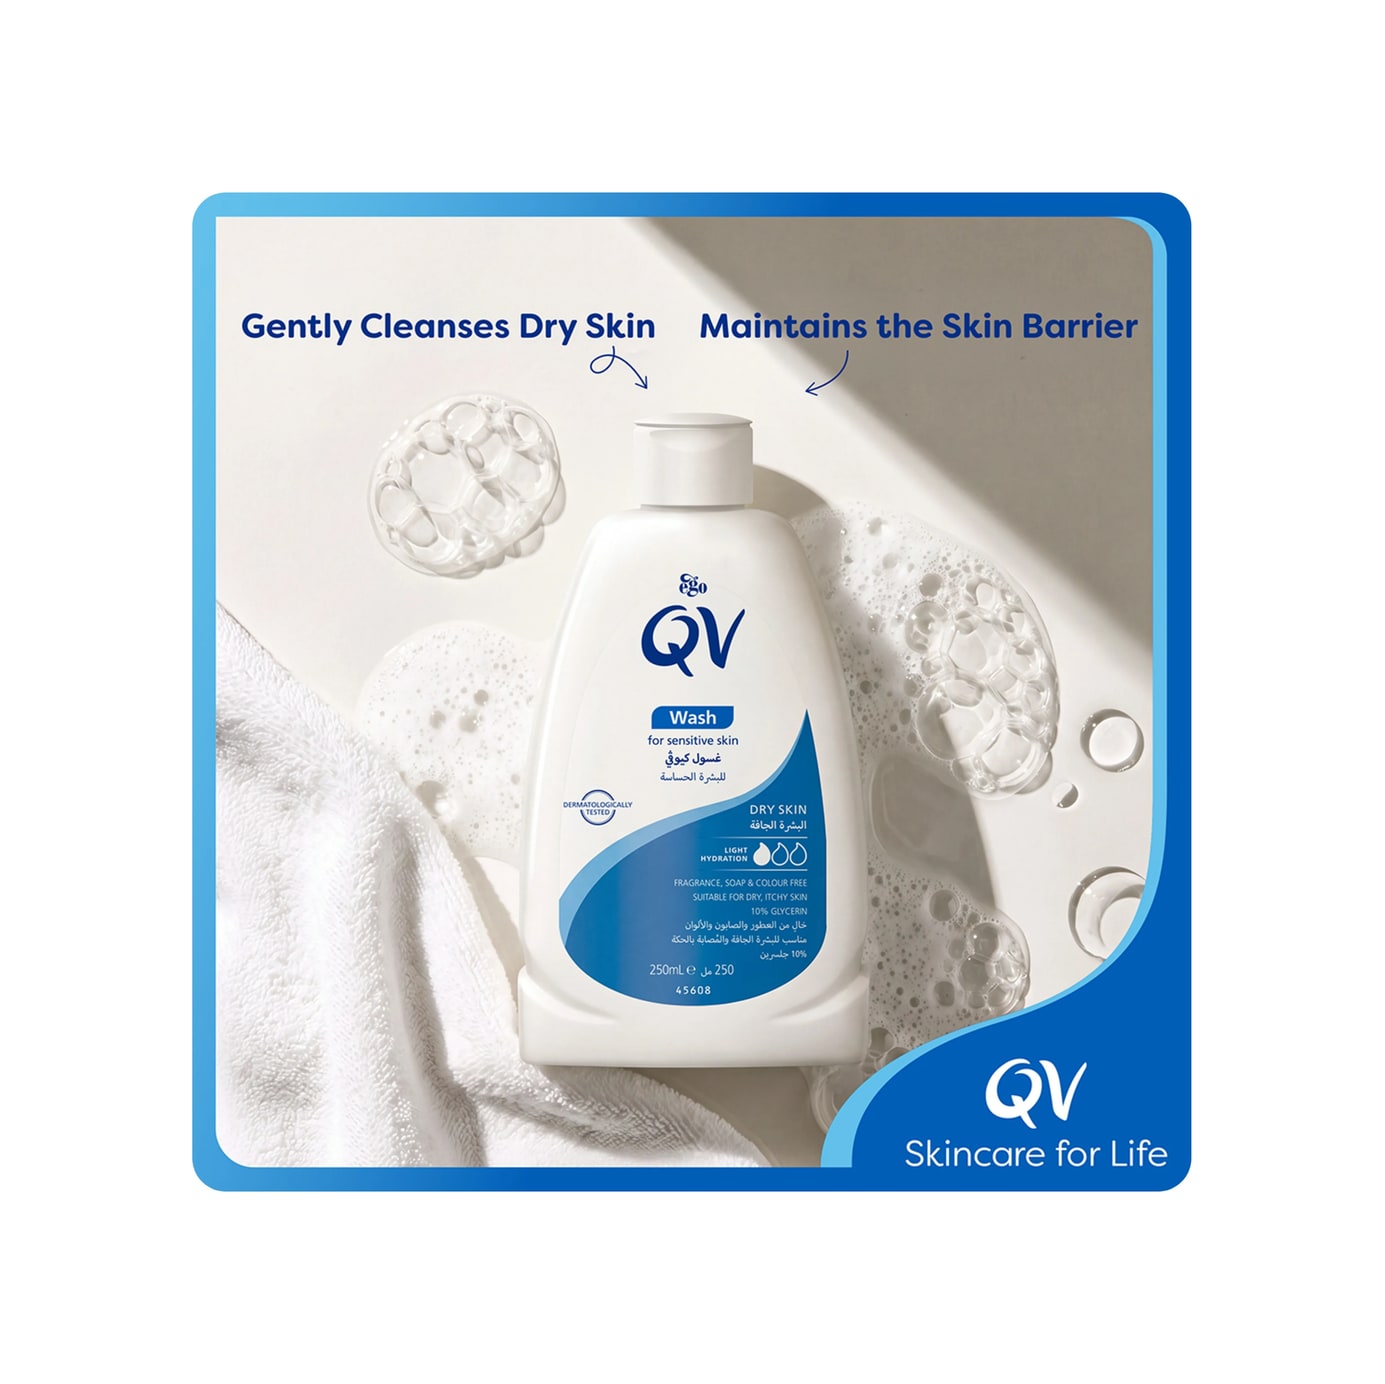 Gently Cleanses Dry Skin
Maintains the Skin Barrier
ego
QV
Wash
for sensitive skin
غسول كيوڤي
للبشرة الحساسة
DERMATOLOGICALLY
TESTED
DRY SKIN
البشرة الجافة
LIGHT
HYDRATION
FRAGRANCE, SOAP & COLOUR FREE
SUITABLE FOR DRY, ITCHY SKIN
10% GLYCERIN
خالٍ من العطور والصابون والألوان
مناسب للبشرة الجافة والمُصابة بالحكة
10% جلسرين
250mL ℮ 250 مل
45608
QV
Skincare for Life